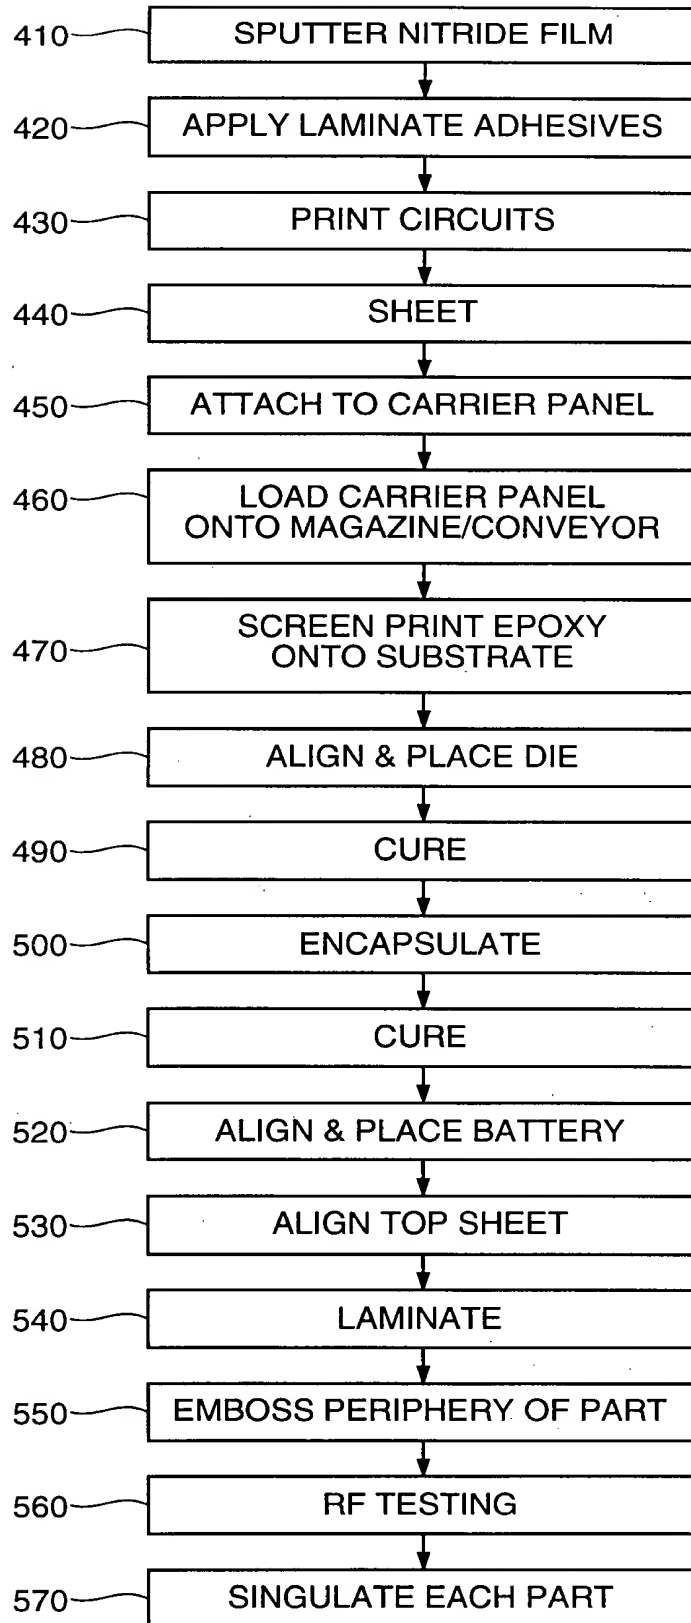 410 SPUTTER NITRIDE FILM
420 APPLY LAMINATE ADHESIVES
430 PRINT CIRCUITS
440 SHEET
450 ATTACH TO CARRIER PANEL
460 LOAD CARRIER PANEL
ONTO MAGAZINE/CONVEYOR
470 SCREEN PRINT EPOXY
ONTO SUBSTRATE
480 ALIGN & PLACE DIE
490 CURE
500 ENCAPSULATE
510 CURE
520 ALIGN & PLACE BATTERY
530 ALIGN TOP SHEET
540 LAMINATE
550 EMBOSS PERIPHERY OF PART
560 RF TESTING
570 SINGULATE EACH PART